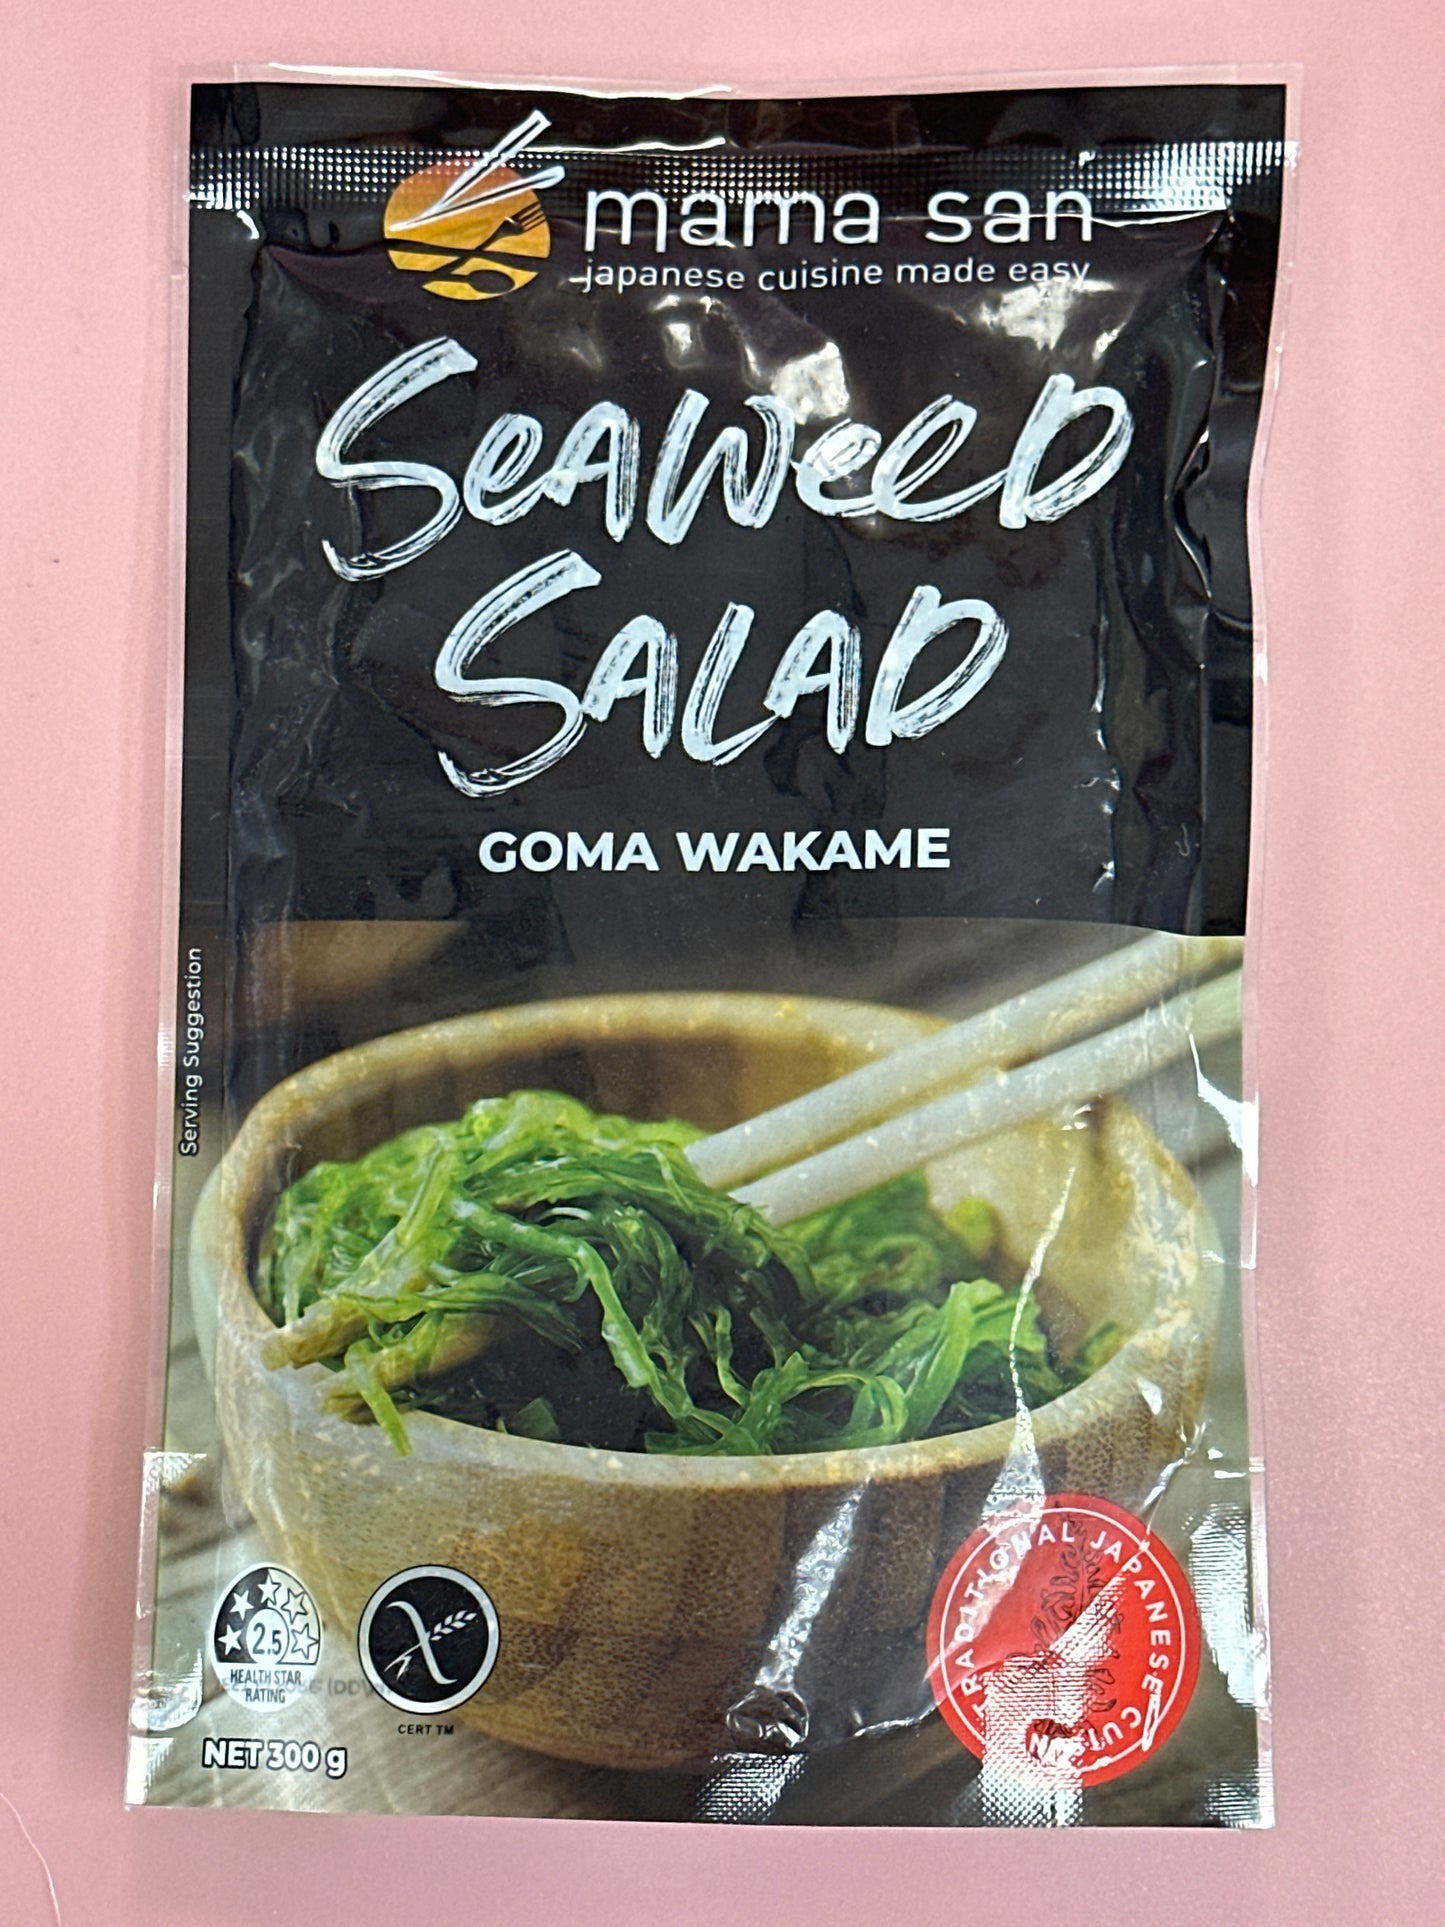 mama san
japanese cuisine made easy
SEAWEED
SALAD
GOMA WAKAME
Serving Suggestion
2.5
HEALTH STAR
RATING
CERT TM
NET 300 g
TRADITIONAL JAPANESE